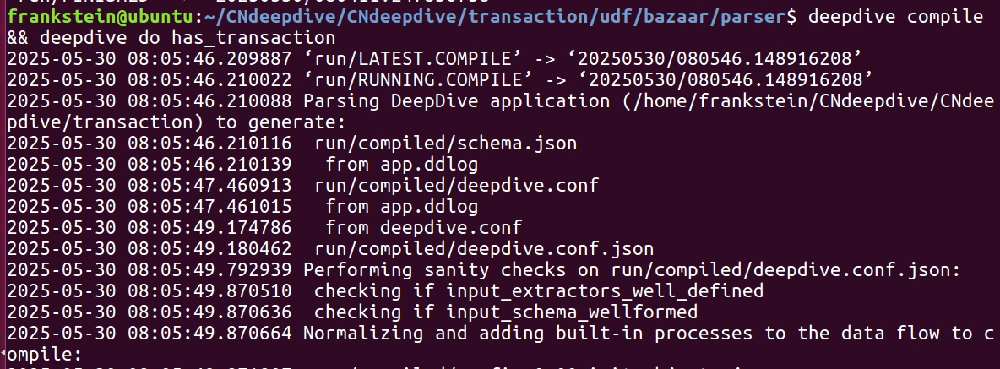 frankstein@ubuntu:~/CNdeepdive/CNdeepdive/transaction/udf/bazaar/parser$ deepdive compile
&& deepdive do has_transaction
2025-05-30 08:05:46.209887 ‘run/LATEST.COMPILE’ -> ‘20250530/080546.148916208’
2025-05-30 08:05:46.210022 ‘run/RUNNING.COMPILE’ -> ‘20250530/080546.148916208’
2025-05-30 08:05:46.210088 Parsing DeepDive application (/home/frankstein/CNdeepdive/CNdee
pdive/transaction) to generate:
2025-05-30 08:05:46.210116  run/compiled/schema.json
2025-05-30 08:05:46.210139   from app.ddlog
2025-05-30 08:05:47.460913  run/compiled/deepdive.conf
2025-05-30 08:05:47.461015   from app.ddlog
2025-05-30 08:05:49.174786   from deepdive.conf
2025-05-30 08:05:49.180462  run/compiled/deepdive.conf.json
2025-05-30 08:05:49.792939 Performing sanity checks on run/compiled/deepdive.conf.json:
2025-05-30 08:05:49.870510  checking if input_extractors_well_defined
2025-05-30 08:05:49.870636  checking if input_schema_wellformed
2025-05-30 08:05:49.870664 Normalizing and adding built-in processes to the data flow to c
ompile: